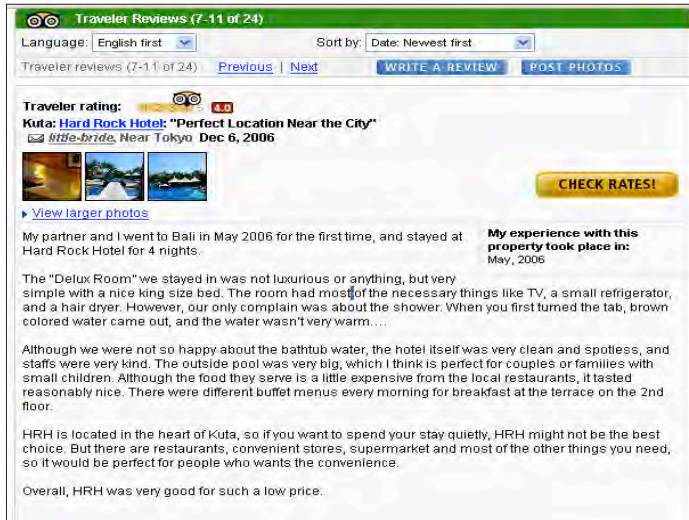 Traveler Reviews (7-11 of 24)
Language: English first Sort by: Date: Newest first
Traveler reviews (7-11 of 24) Previous | Next WRITE A REVIEW POST PHOTOS
Traveler rating: 4.0
Kuta: Hard Rock Hotel: "Perfect Location Near the City"
little-bride, Near Tokyo Dec 6, 2006
CHECK RATES!
View larger photos
My partner and I went to Bali in May 2006 for the first time, and stayed at
Hard Rock Hotel for 4 nights.
My experience with this
property took place in:
May, 2006
The "Delux Room" we stayed in was not luxurious or anything, but very
simple with a nice king size bed. The room had most of the necessary things like TV, a small refrigerator,
and a hair dryer. However, our only complain was about the shower. When you first turned the tab, brown
colored water came out, and the water wasn't very warm....
Although we were not so happy about the bathtub water, the hotel itself was very clean and spotless, and
staffs were very kind. The outside pool was very big, which I think is perfect for couples or families with
small children. Although the food they serve is a little expensive from the local restaurants, it tasted
reasonably nice. There were different buffet menus every morning for breakfast at the terrace on the 2nd
floor.
HRH is located in the heart of Kuta, so if you want to spend your stay quietly, HRH might not be the best
choice. But there are restaurants, convenient stores, supermarket and most of the other things you need,
so it would be perfect for people who wants the convenience.
Overall, HRH was very good for such a low price.